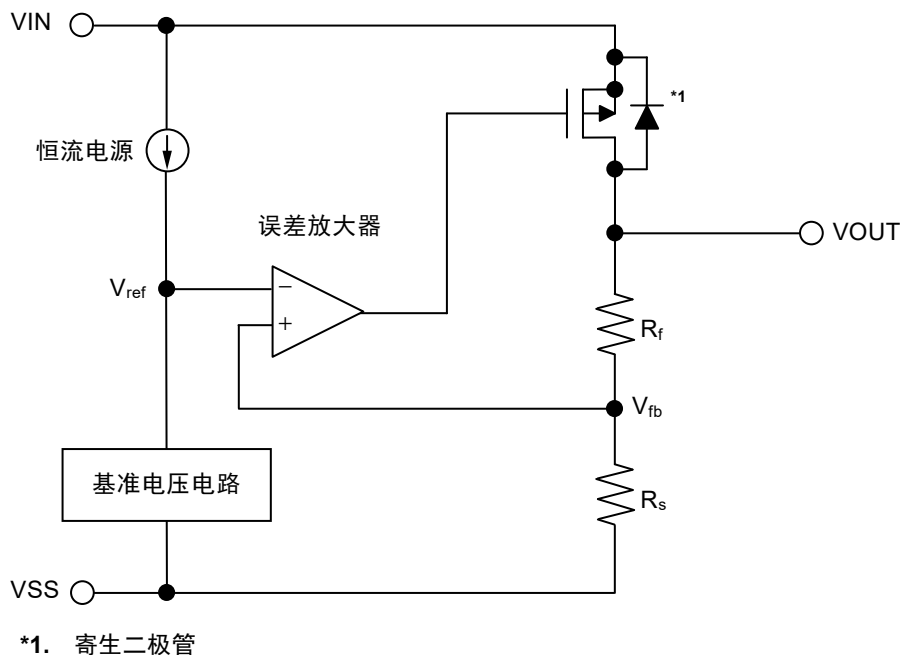 VIN
*1
恒流电源
误差放大器
VOUT
Vref
−
+
Rf
Vfb
基准电压电路
Rs
VSS
*1. 寄生二极管